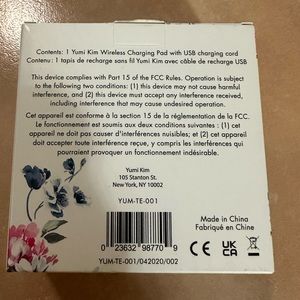 Contents: 1 Yumi Kim Wireless Charging Pad with USB charging cord
Contenu : 1 tapis de recharge sans fil Yumi Kim avec câble de recharge USB
This device complies with Part 15 of the FCC Rules. Operation is subject
to the following two conditions: (1) this device may not cause harmful
interference, and (2) this device must accept any interference received,
including interference that may cause undesired operation.
Cet appareil est conforme à la section 15 de la réglementation de la FCC.
Le fonctionnement est soumis aux deux conditions suivantes : (1) cet
appareil ne doit pas causer d'interférences nuisibles; et (2) cet appareil
doit accepter toute interférence reçue, y compris les interférences
pouvant provoquer un fonctionnement indésirable.
Yumi Kim
105 Stanton St.
New York, NY 10002
YUM-TE-001
0 23632 98770 9
Made in China
Fabriqué en Chine
CE UK CA
YUM-TE-001/042020/002